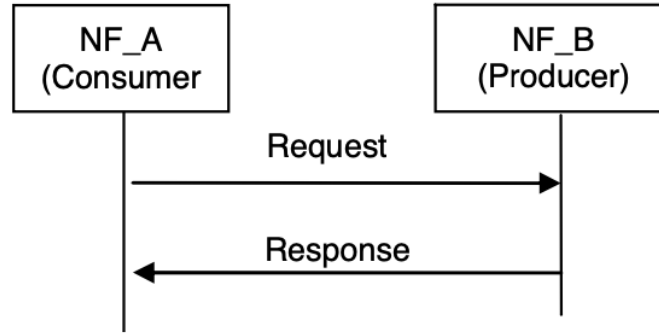 NF_A
(Consumer
NF_B
(Producer)
Request
Response